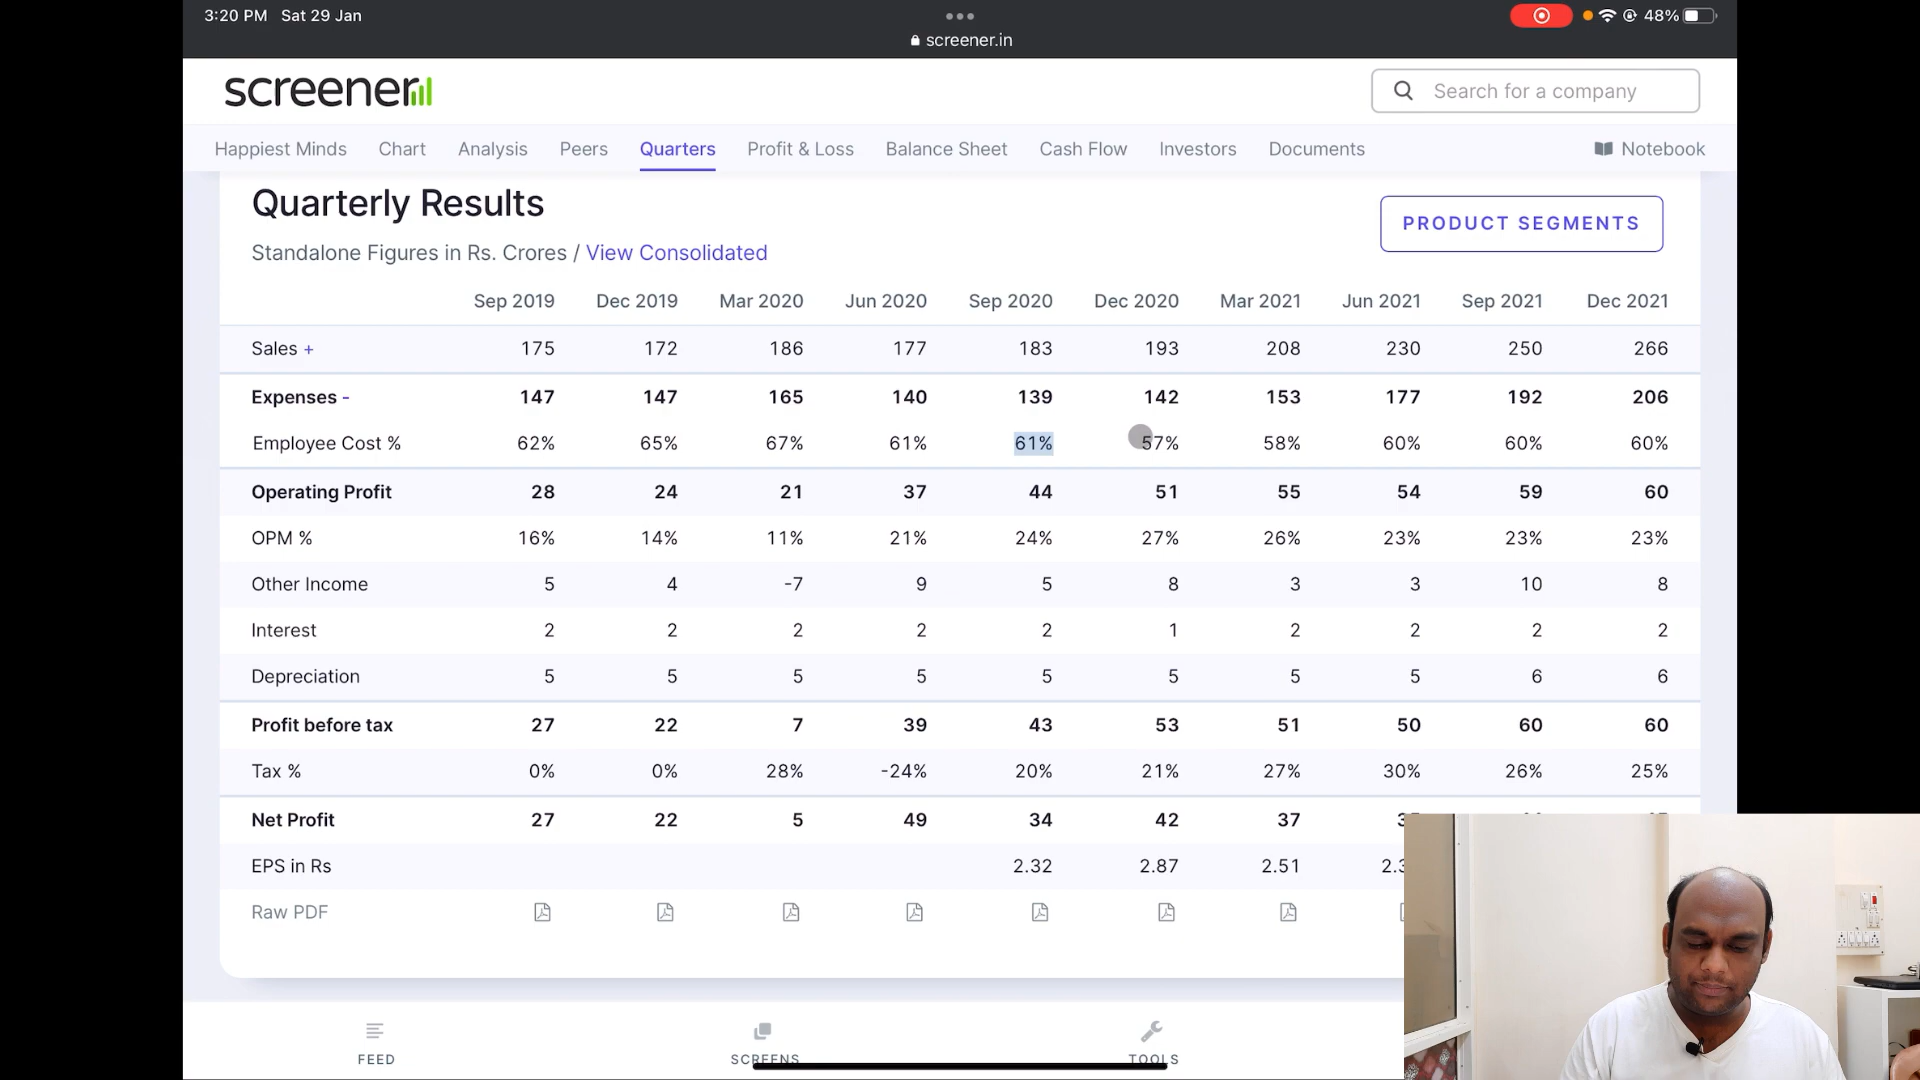 3:20 PM Sat 29 Jan
48%
screener.in
screener
Search for a company
Happiest Minds Chart Analysis Peers Quarters Profit & Loss Balance Sheet Cash Flow Investors Documents Notebook
Quarterly Results
PRODUCT SEGMENTS
Standalone Figures in Rs. Crores / View Consolidated
Sep 2019 Dec 2019 Mar 2020 Jun 2020 Sep 2020 Dec 2020 Mar 2021 Jun 2021 Sep 2021 Dec 2021
Sales + 175 172 186 177 183 193 208 230 250 266
Expenses - 147 147 165 140 139 142 153 177 192 206
Employee Cost % 62% 65% 67% 61% 61% 57% 58% 60% 60% 60%
Operating Profit 28 24 21 37 44 51 55 54 59 60
OPM % 16% 14% 11% 21% 24% 27% 26% 23% 23% 23%
Other Income 5 4 -7 9 5 8 3 3 10 8
Interest 2 2 2 2 2 1 2 2 2 2
Depreciation 5 5 5 5 5 5 5 5 6 6
Profit before tax 27 22 7 39 43 53 51 50 60 60
Tax % 0% 0% 28% -24% 20% 21% 27% 30% 26% 25%
Net Profit 27 22 5 49 34 42 37
EPS in Rs 2.32 2.87 2.51
Raw PDF
FEED SCREENS TOOLS